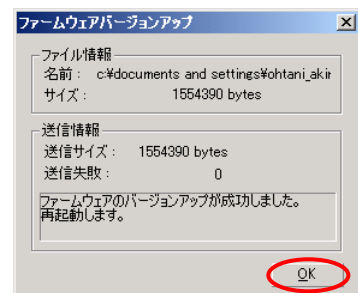 ファームウェアバージョンアップ
ファイル情報
名前： c:¥documents and settings¥ohtani_akir
サイズ： 1554390 bytes
送信情報
送信サイズ： 1554390 bytes
送信失敗： 0
ファームウェアのバージョンアップが成功しました。
再起動します。
OK